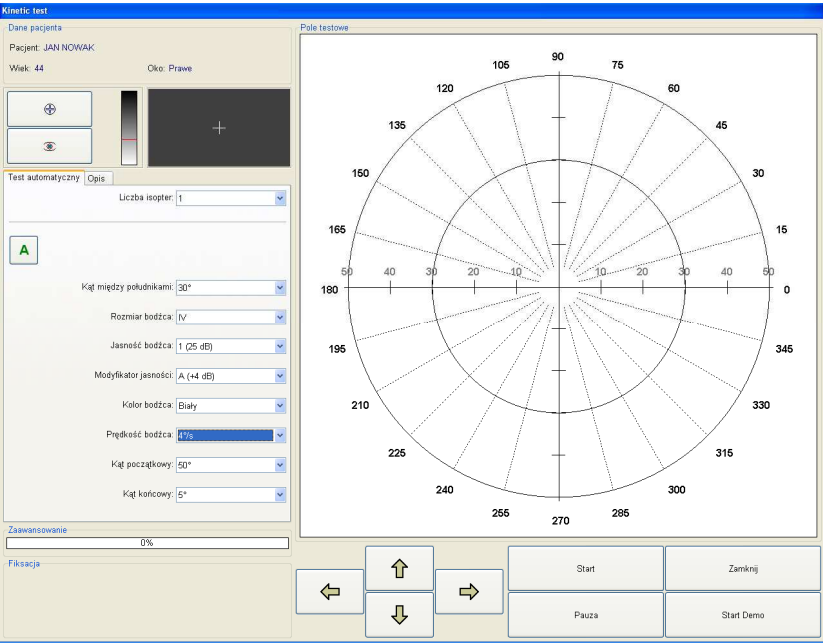 Kinetic test
Dane pacjenta
Pacjent: JAN NOWAK
Wiek: 44 Oko: Prawe
Test automatyczny Opis
Liczba isopter: 1
A
Kąt między południkami: 30°
Rozmiar bodźca: IV
Jasność bodźca: 1 (25 dB)
Modyfikator jasności: A (+4 dB)
Kolor bodźca: Biały
Prędkość bodźca: 4°/s
Kąt początkowy: 50°
Kąt końcowy: 5°
Zaawansowanie
0%
Fiksacja
Pole testowe
90
105 75
120 60
135 45
150 30
165 15
50 40 30 20 10 10 20 30 40 50
180 0
195 345
210 330
225 315
240 300
255 285
270
Start Zamknij
Pauza Start Demo